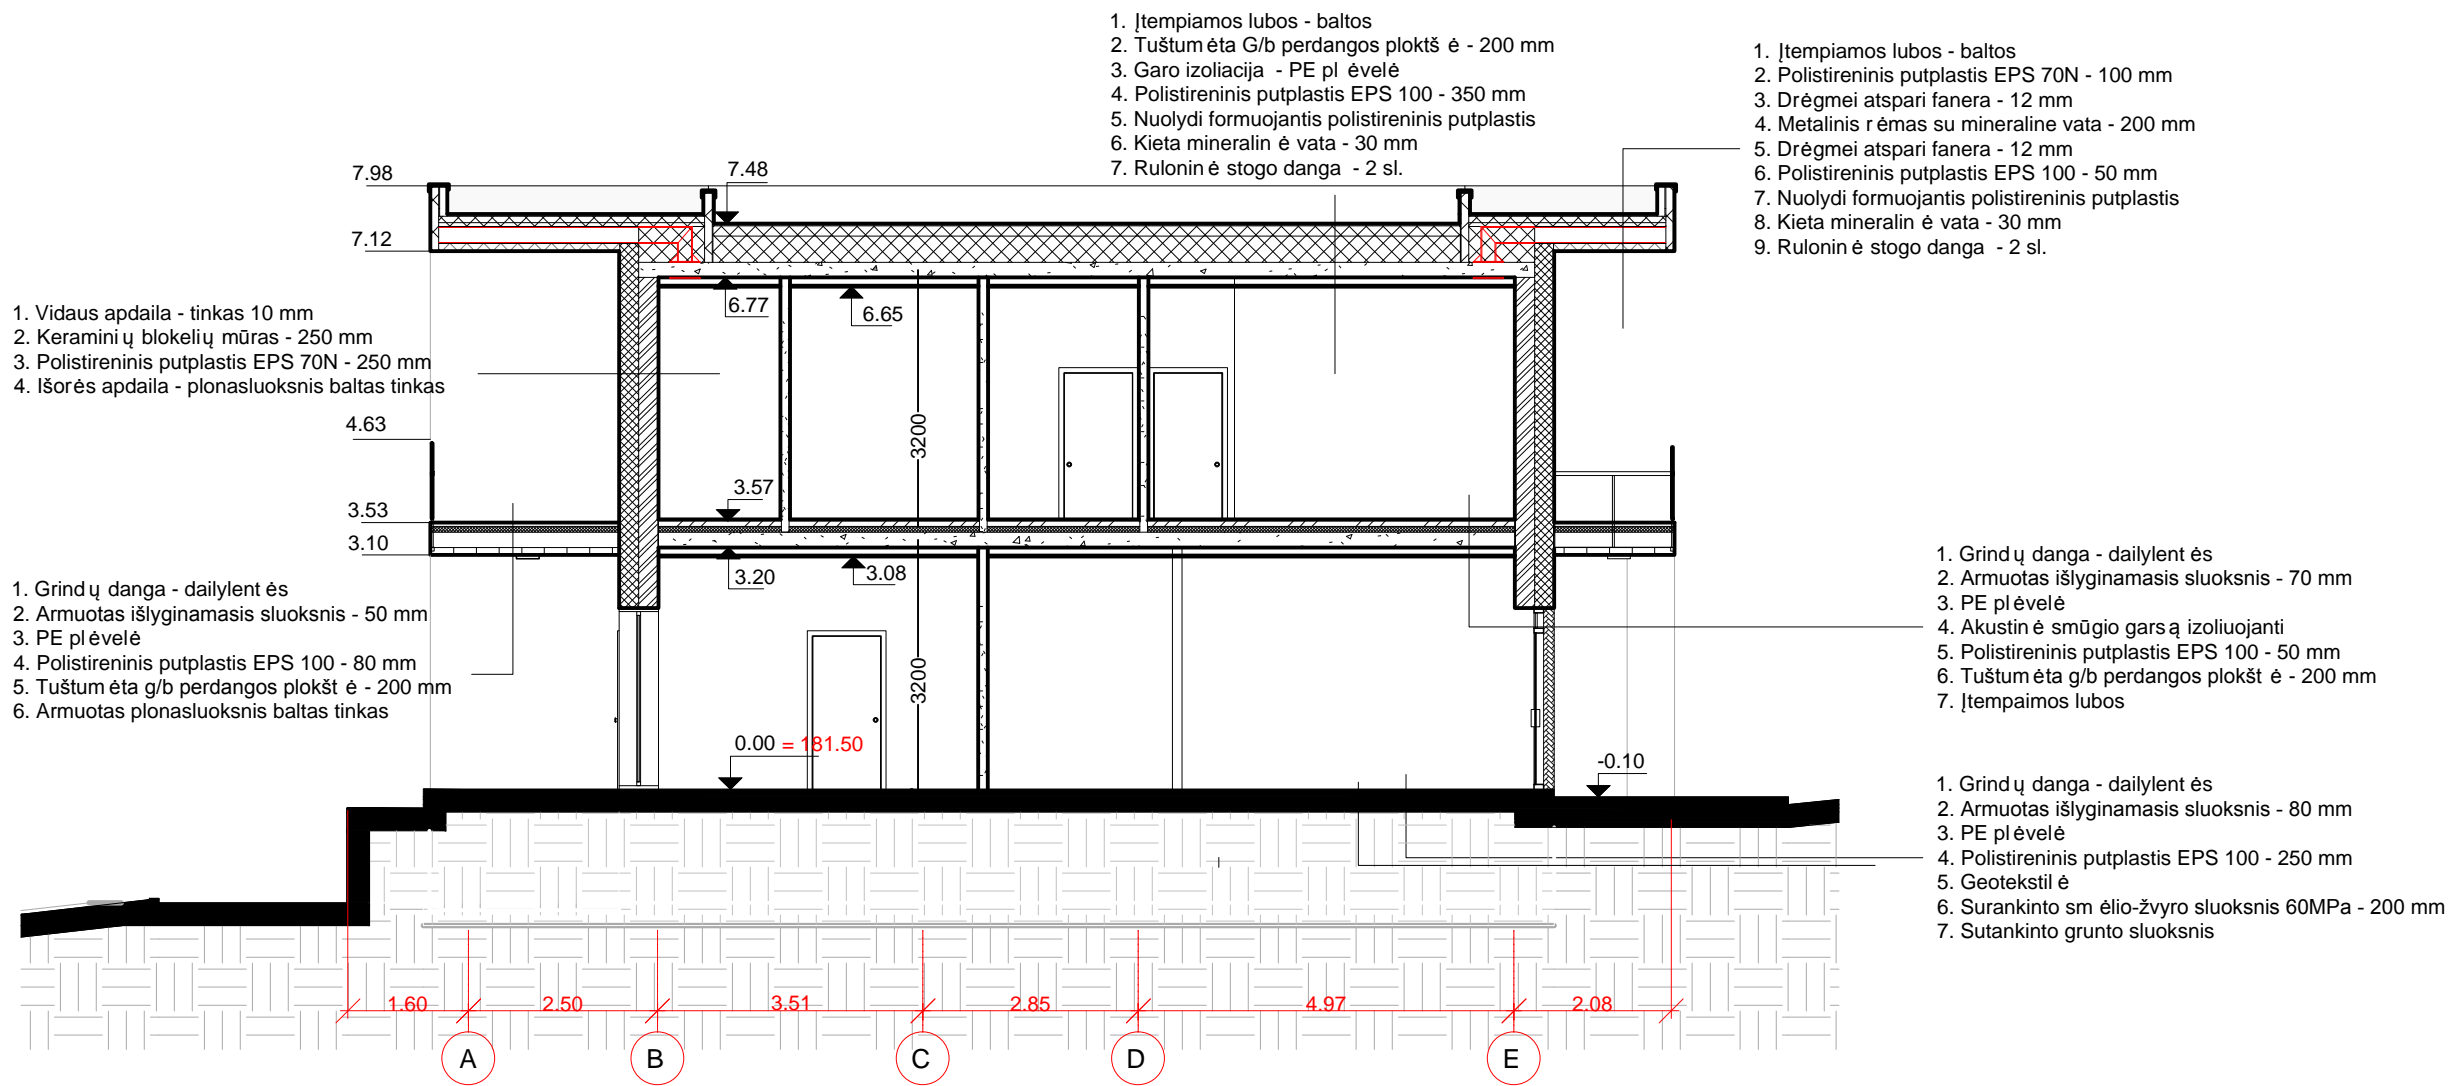 1. Įtempiamos lubos - baltos
2. Tuštumėta G/b perdangos ploktšė - 200 mm
3. Garo izoliacija - PE plėvelė
4. Polistireninis putplastis EPS 100 - 350 mm
5. Nuolydi formuojantis polistireninis putplastis
6. Kieta mineralinė vata - 30 mm
7. Ruloninė stogo danga - 2 sl.
1. Įtempiamos lubos - baltos
2. Polistireninis putplastis EPS 70N - 100 mm
3. Drėgmei atspari fanera - 12 mm
4. Metalinis rėmas su mineraline vata - 200 mm
5. Drėgmei atspari fanera - 12 mm
6. Polistireninis putplastis EPS 100 - 50 mm
7. Nuolydi formuojantis polistireninis putplastis
8. Kieta mineralinė vata - 30 mm
9. Ruloninė stogo danga - 2 sl.
7.98
7.48
7.12
6.77
6.65
1. Vidaus apdaila - tinkas 10 mm
2. Keraminių blokelių mūras - 250 mm
3. Polistireninis putplastis EPS 70N - 250 mm
4. Išorės apdaila - plonasluoksnis baltas tinkas
4.63
3200
3.57
3.53
3.10
3.20
3.08
1. Grindų danga - dailylentės
2. Armuotas išlyginamasis sluoksnis - 50 mm
3. PE plėvelė
4. Polistireninis putplastis EPS 100 - 80 mm
5. Tuštumėta g/b perdangos plokštė - 200 mm
6. Armuotas plonasluoksnis baltas tinkas
1. Grindų danga - dailylentės
2. Armuotas išlyginamasis sluoksnis - 70 mm
3. PE plėvelė
4. Akustinė smūgio garsą izoliuojanti
5. Polistireninis putplastis EPS 100 - 50 mm
6. Tuštumėta g/b perdangos plokštė - 200 mm
7. Įtempaimos lubos
3200
0.00 = 181.50
-0.10
1. Grindų danga - dailylentės
2. Armuotas išlyginamasis sluoksnis - 80 mm
3. PE plėvelė
4. Polistireninis putplastis EPS 100 - 250 mm
5. Geotekstilė
6. Surankinto smėlio-žvyro sluoksnis 60MPa - 200 mm
7. Sutankinto grunto sluoksnis
1.60 2.50 3.51 2.85 4.97 2.08
A B C D E